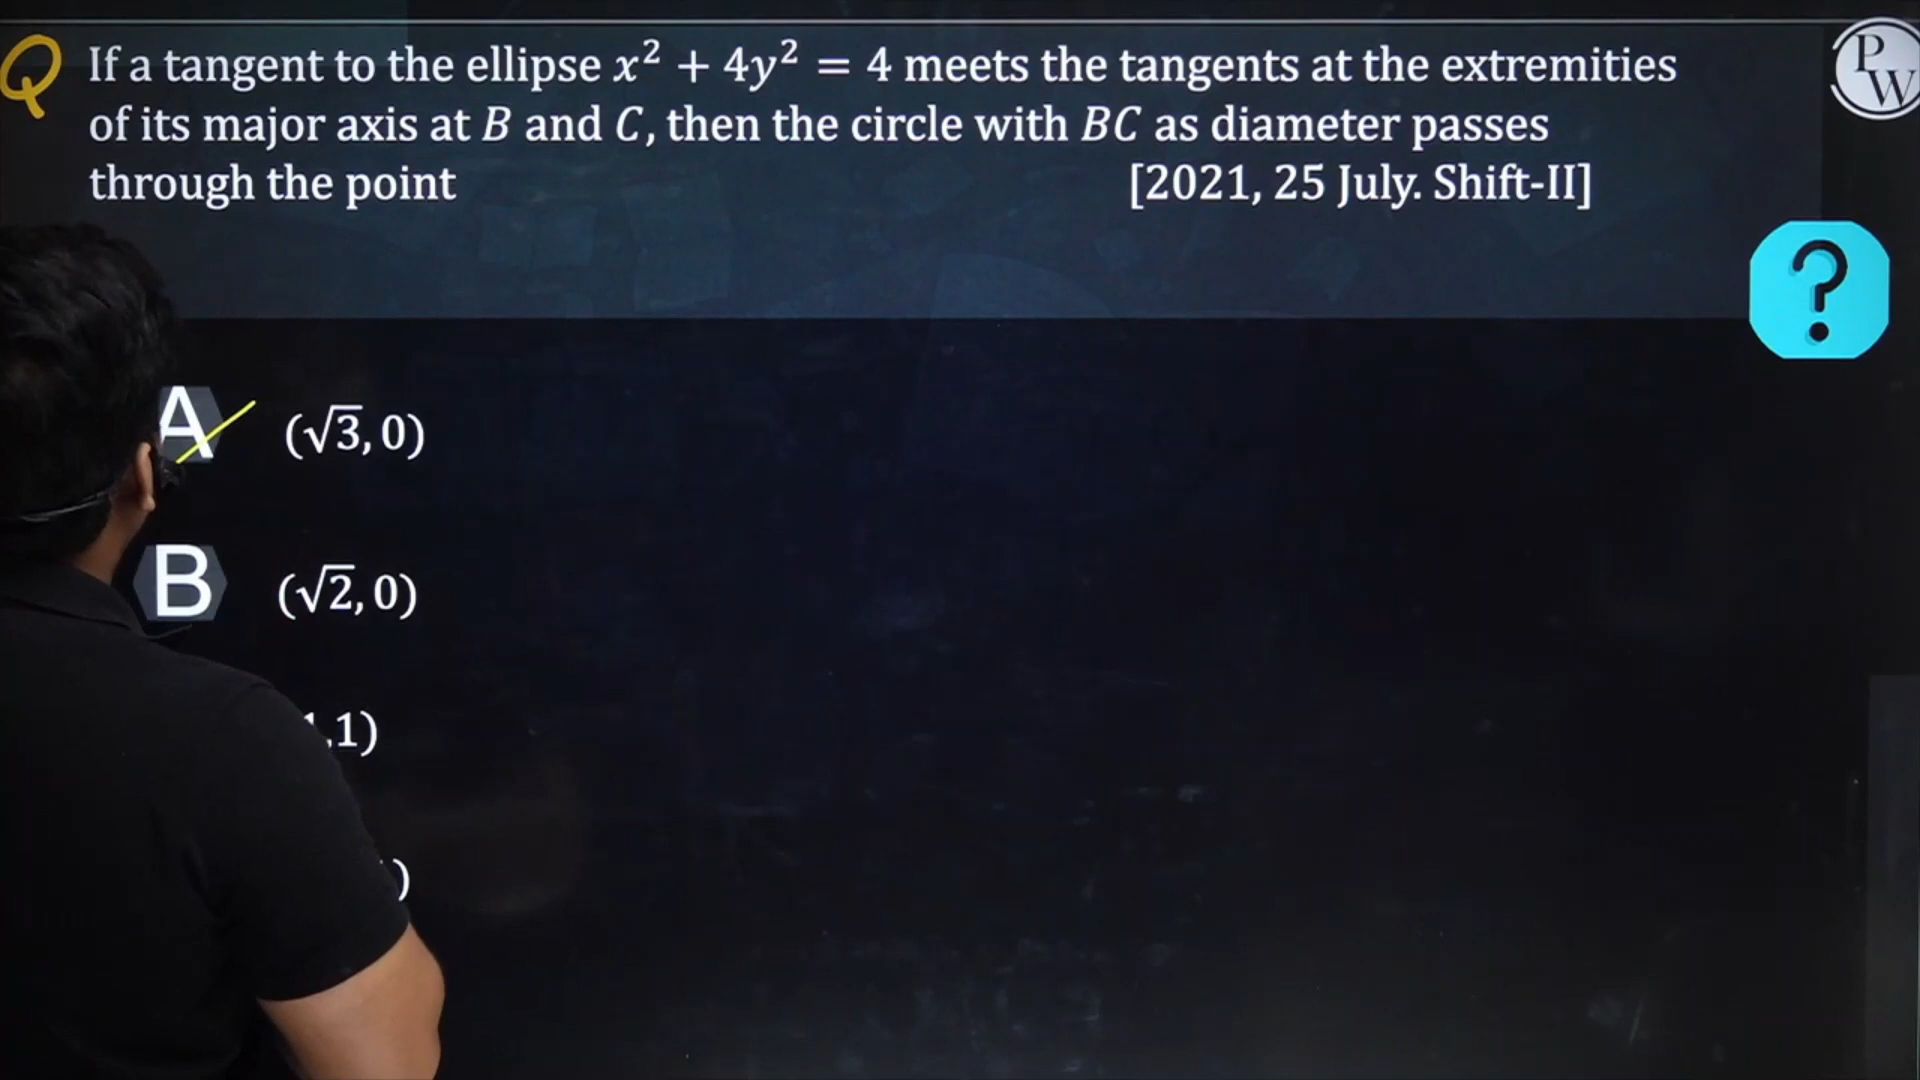 Q If a tangent to the ellipse x² + 4y² = 4 meets the tangents at the extremities
of its major axis at B and C, then the circle with BC as diameter passes
through the point [2021, 25 July. Shift-II]
PW
A (√3, 0)
B (√2, 0)
,1)
)